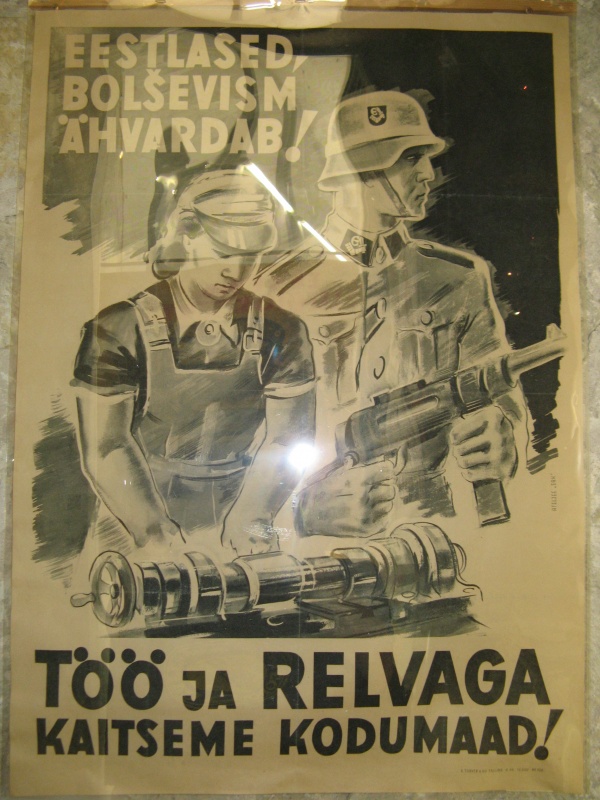 EESTLASED,
BOLŠEVISM
ÄHVARDAB!
TÖÖ JA RELVAGA
KAITSEME KODUMAAD!